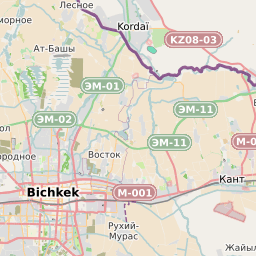 Лесное
Kordaï
KZ08-03
Ат-Башы
ЭМ-01
ЭМ-11
ЭМ-02
ЭМ-11
Восток
Bichkek
M-001
Кант
Рухий-
Мурас